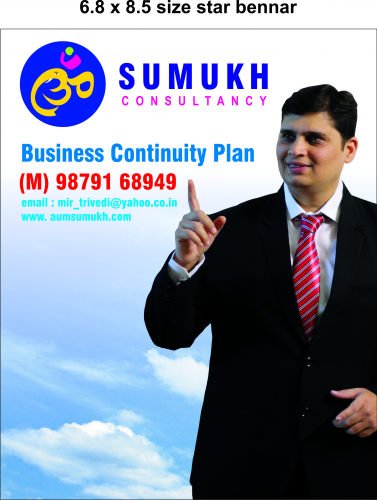 6.8 x 8.5 size star bennar
SUMUKH
CONSULTANCY
Business Continuity Plan
(M) 98791 68949
email : mir_trivedi@yahoo.co.in
www. aumsumukh.com